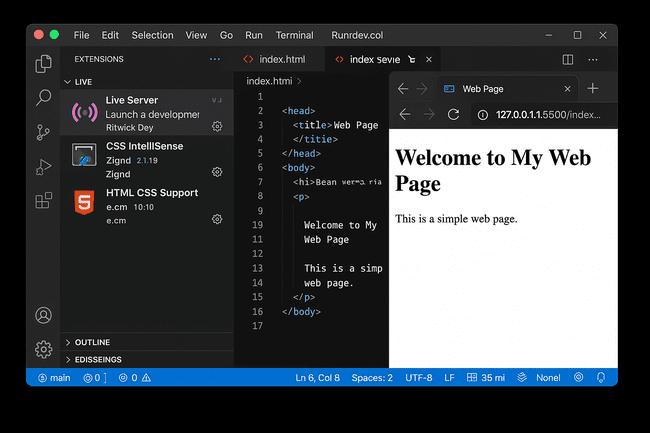 File Edit Selection View Go Run Terminal Runrdev.col
EXTENSIONS
LIVE
Live Server
Launch a developmen
Ritwick Dey
CSS IntellISense
Zignd 2.1.19
Zignd
HTML CSS Support
e.cm 10:10
e.cm
OUTLINE
EDISSEINGS
index.html
index
index.htmi
1
2 <head>
3 <title>Web Page
4 </titie>
5 </head>
6 <body>
7 <hi>Bean
8 <p>
9
19 Welcome to My
11 Web Page
12
13 This is a simp
14 web page.
15 </p>
16 </body>
17
Web Page
127.0.0.1.1:5500/index...
Welcome to My Web
Page
This is a simple web page.
main 0 0 Ln 6, Col 8 Spaces: 2 UTF-8 LF 35 mi Nonel